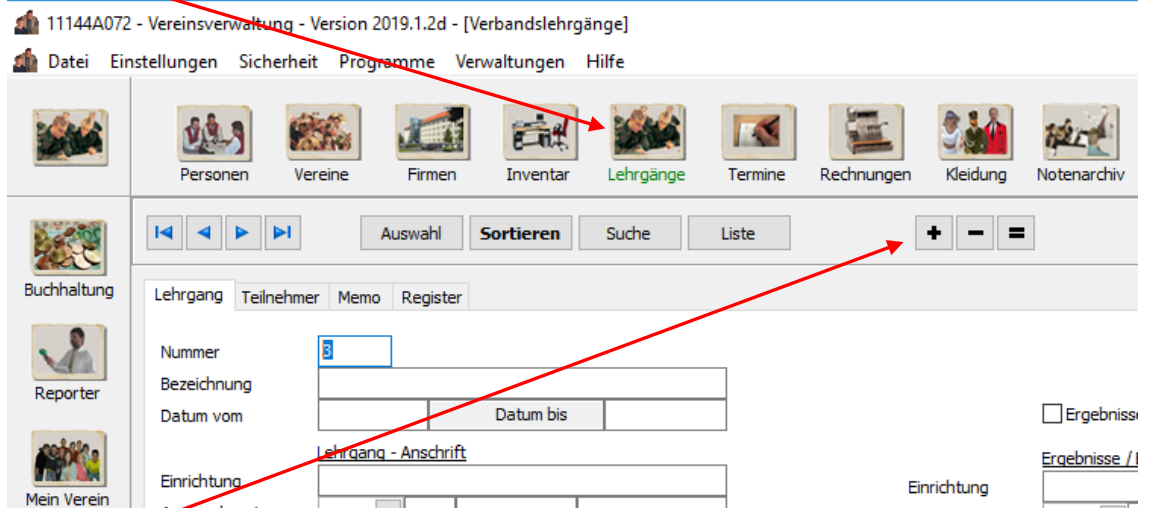 11144A072 - Vereinsverwaltung - Version 2019.1.2d - [Verbandslehrgänge]
Datei Einstellungen Sicherheit Programme Verwaltungen Hilfe
Personen Vereine Firmen Inventar Lehrgänge Termine Rechnungen Kleidung Notenarchiv
Auswahl Sortieren Suche Liste + - =
Buchhaltung
Lehrgang Teilnehmer Memo Register
Nummer 3
Bezeichnung
Reporter
Datum vom Datum bis Ergebnisse
Lehrgang - Anschrift
Ergebnisse /
Einrichtung Einrichtung
Mein Verein